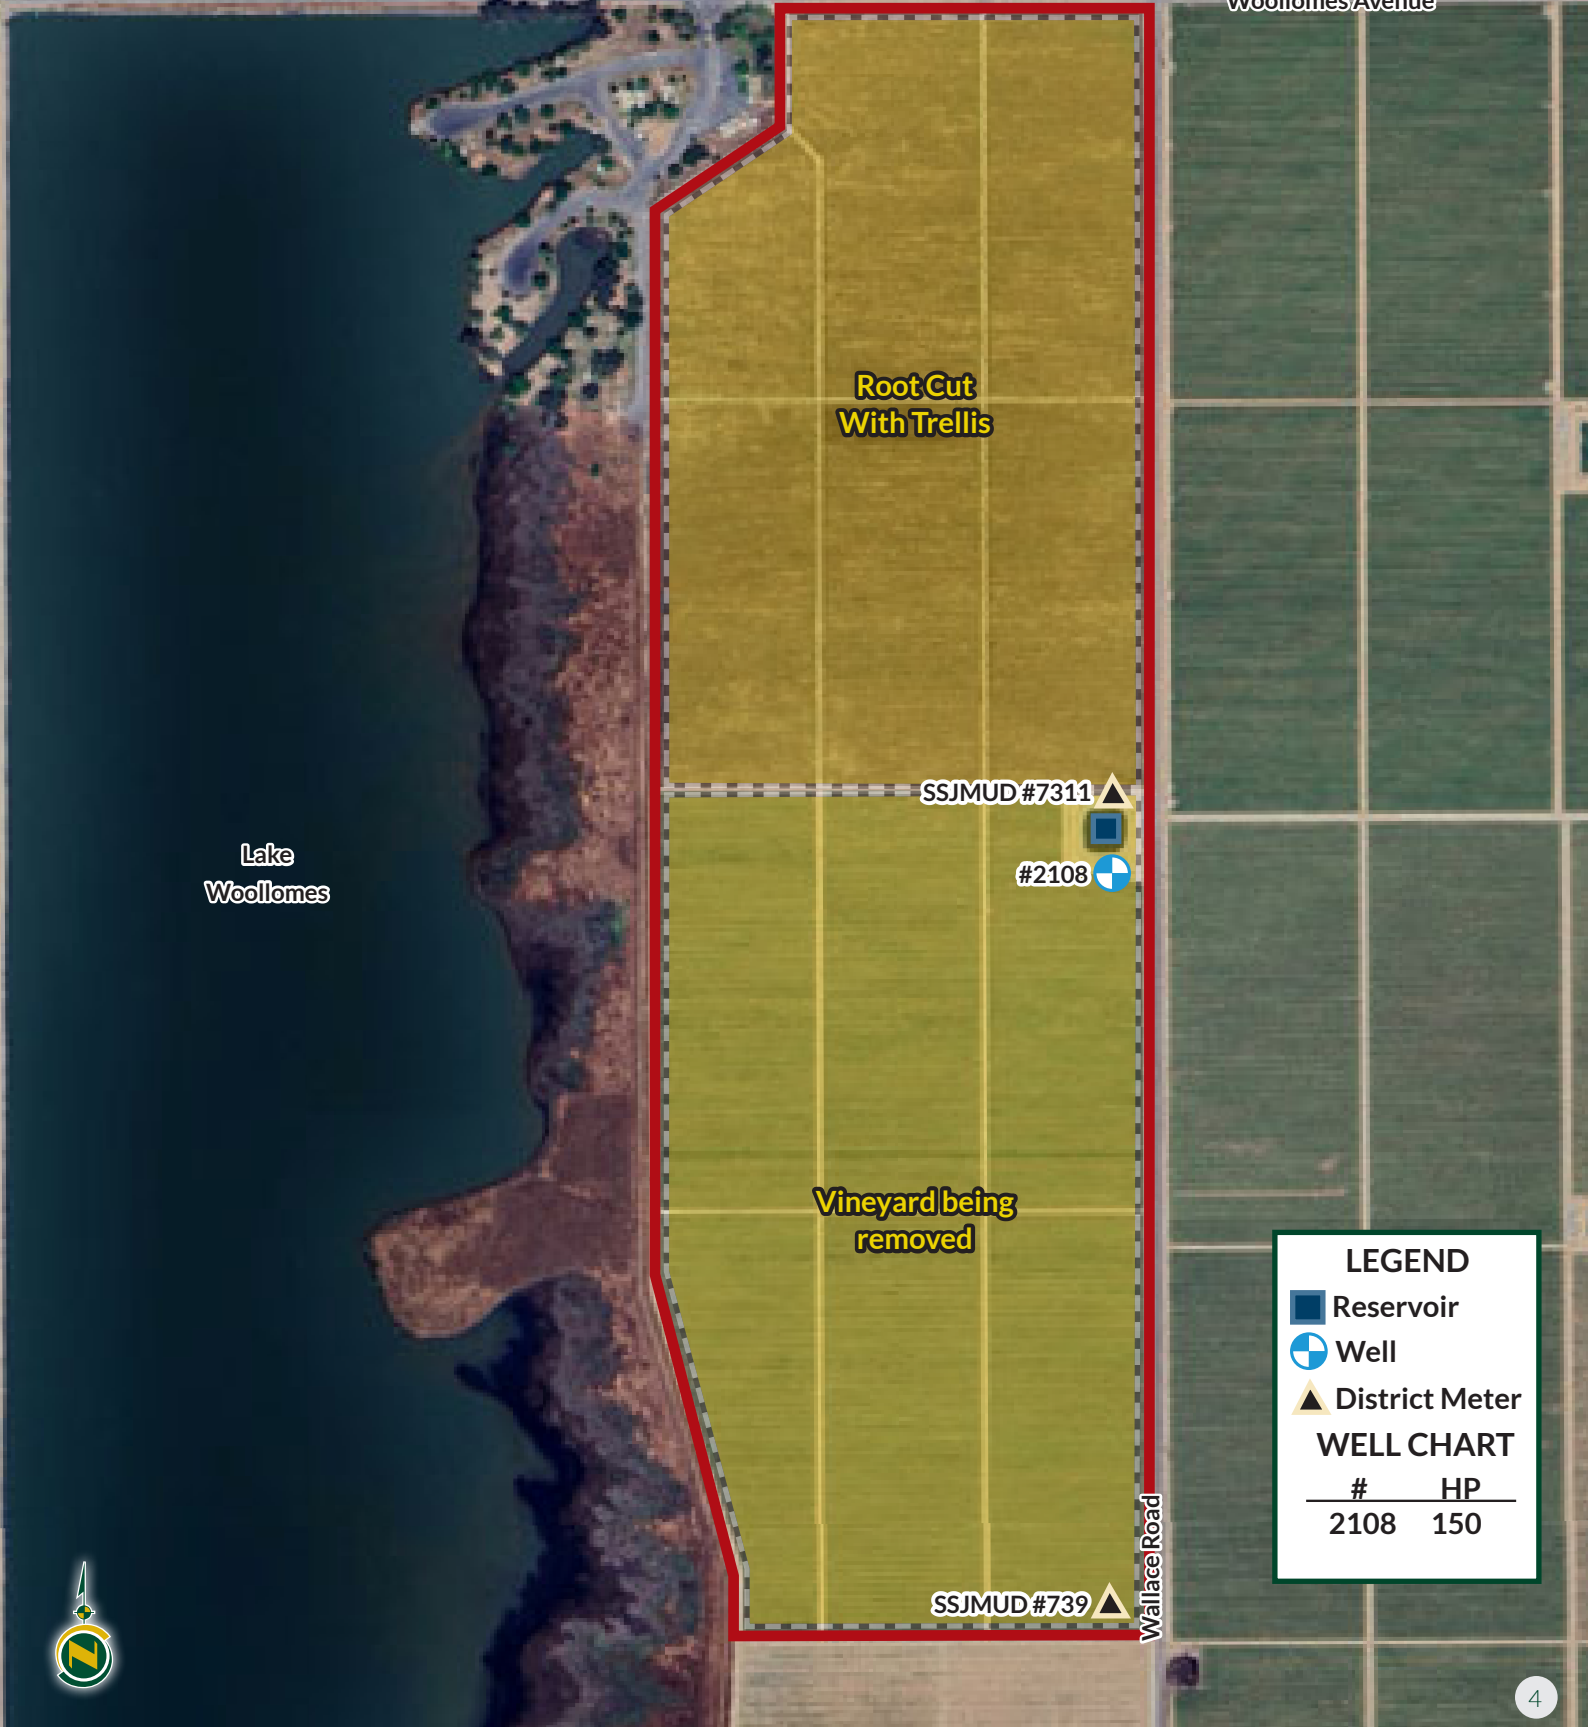 Woollomes Avenue
Root Cut
With Trellis
SSJMUD #7311
#2108
Lake
Woollomes
Vineyard being
removed
SSJMUD #739
Wallace Road
LEGEND
Reservoir
Well
District Meter
WELL CHART
# HP
2108 150
N
4